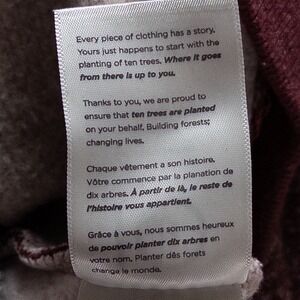 Every piece of clothing has a story.
Yours just happens to start with the
planting of ten trees. Where it goes
from there is up to you.
Thanks to you, we are proud to
ensure that ten trees are planted
on your behalf. Building forests;
changing lives.
Chaque vêtement a son histoire.
Vôtre commence par la planation de
dix arbres. À partir de là, le reste de
l'histoire vous appartient.
Grâce à vous, nous sommes heureux
de pouvoir planter dix arbres en
votre nom. Planter dês forets
change le monde.